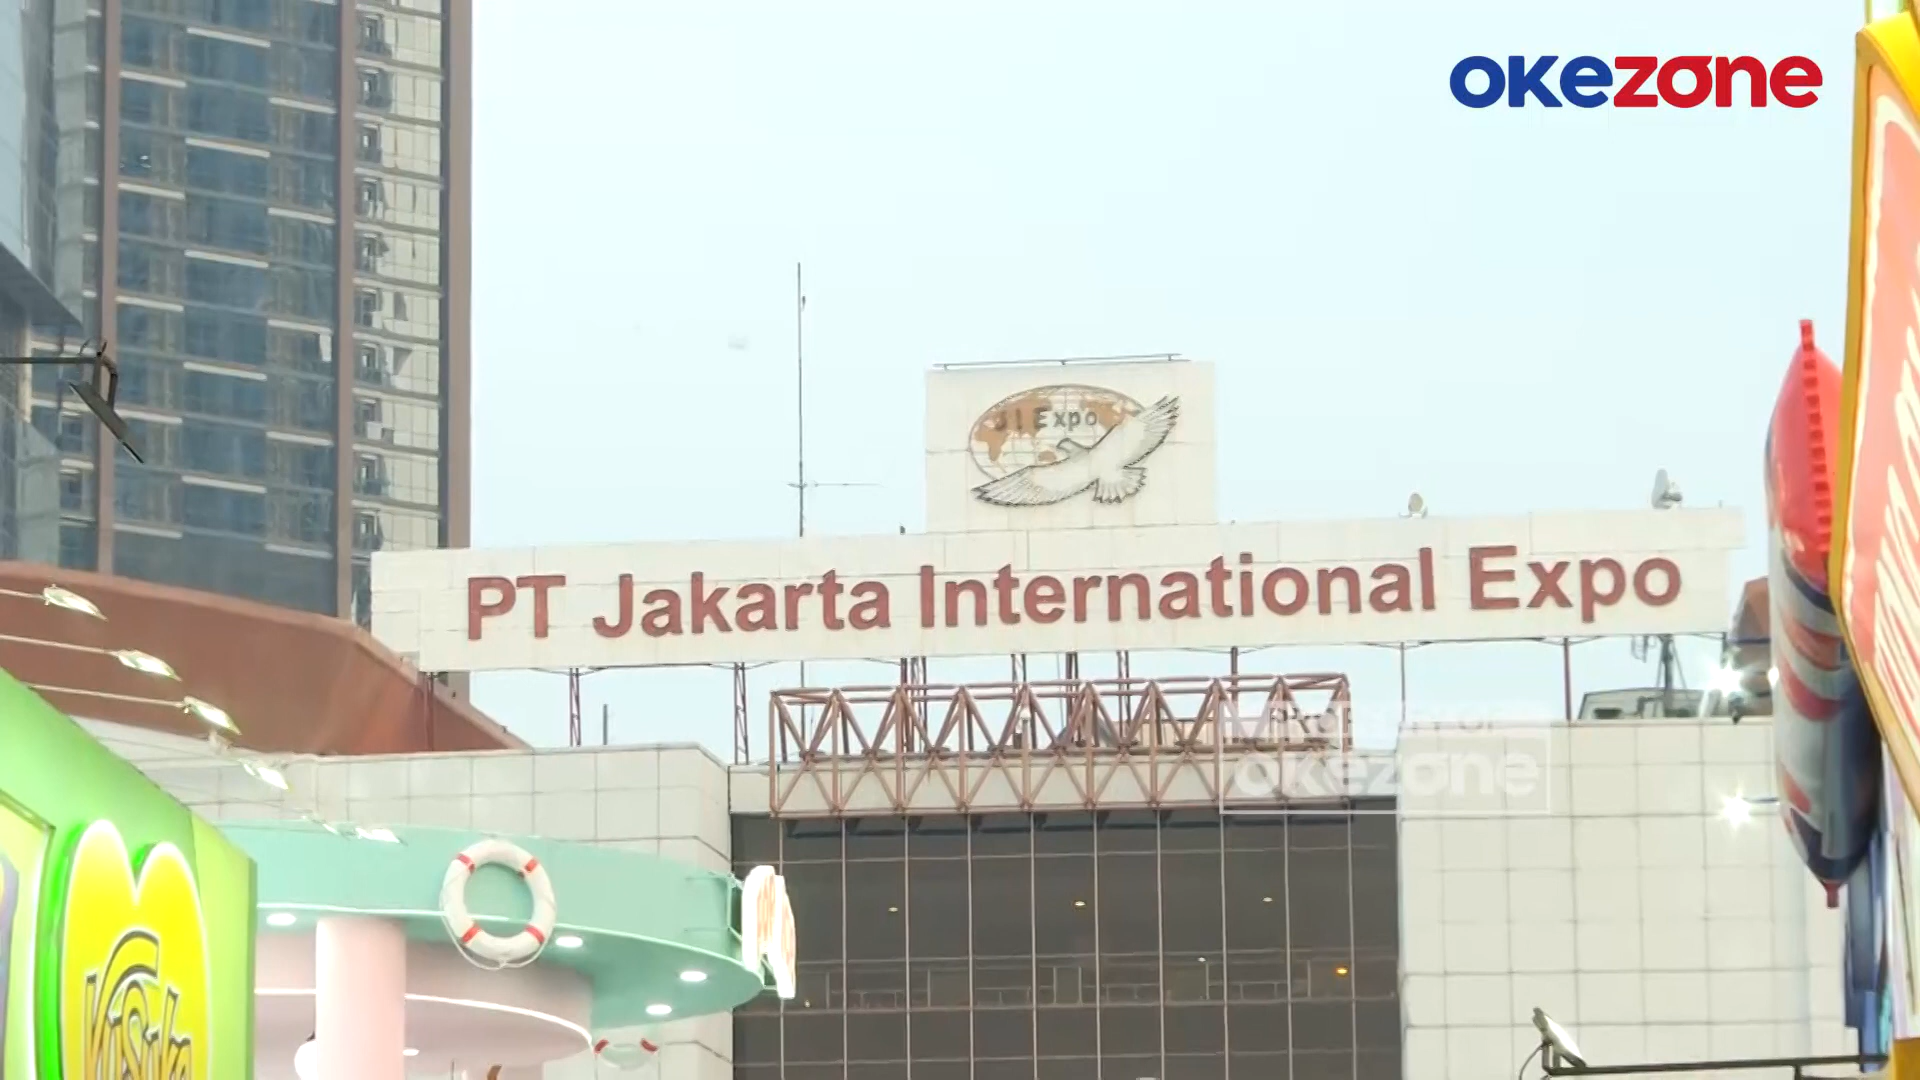 okezone
JI Expo
PT Jakarta International Expo
okezone